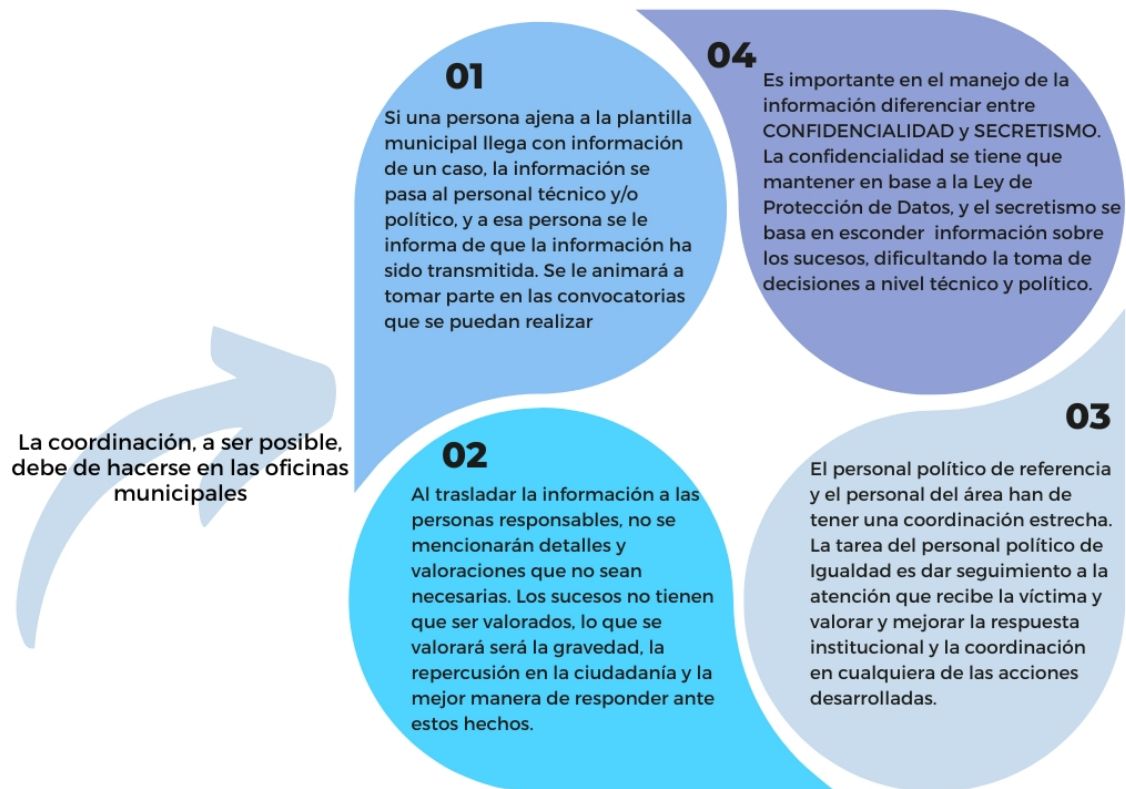 La coordinación, a ser posible,
debe de hacerse en las oficinas
municipales
01
Si una persona ajena a la plantilla
municipal llega con información
de un caso, la información se
pasa al personal técnico y/o
político, y a esa persona se le
informa de que la información ha
sido transmitida. Se le animará a
tomar parte en las convocatorias
que se puedan realizar
02
Al trasladar la información a las
personas responsables, no se
mencionarán detalles y
valoraciones que no sean
necesarias. Los sucesos no tienen
que ser valorados, lo que se
valorará será la gravedad, la
repercusión en la ciudadanía y la
mejor manera de responder ante
estos hechos.
03
El personal político de referencia
y el personal del área han de
tener una coordinación estrecha.
La tarea del personal político de
Igualdad es dar seguimiento a la
atención que recibe la víctima y
valorar y mejorar la respuesta
institucional y la coordinación
en cualquiera de las acciones
desarrolladas.
04
Es importante en el manejo de la
información diferenciar entre
CONFIDENCIALIDAD y SECRETISMO.
La confidencialidad se tiene que
mantener en base a la Ley de
Protección de Datos, y el secretismo se
basa en esconder información sobre
los sucesos, dificultando la toma de
decisiones a nivel técnico y político.